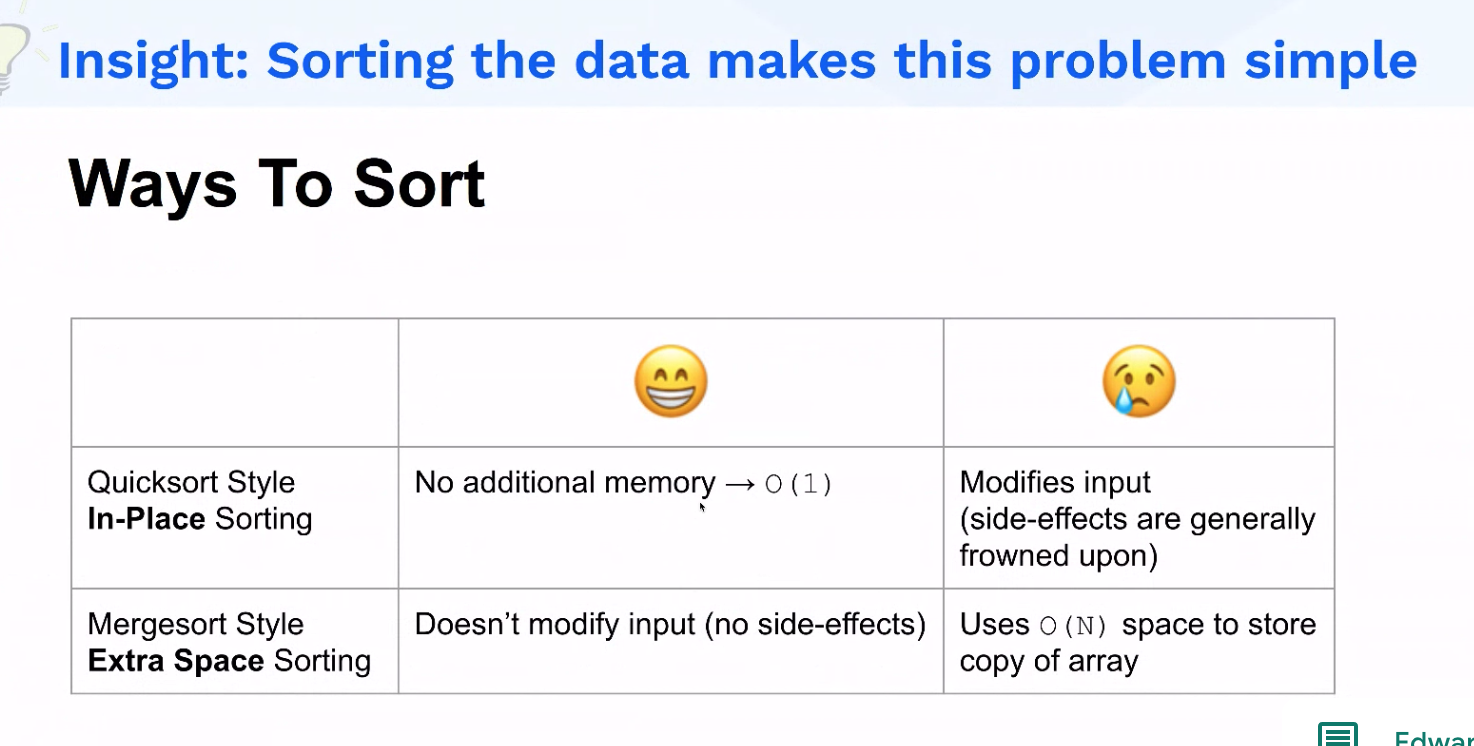 Insight: Sorting the data makes this problem simple
Ways To Sort
Quicksort Style
In-Place Sorting
No additional memory → O(1)
Modifies input
(side-effects are generally
frowned upon)
Mergesort Style
Extra Space Sorting
Doesn’t modify input (no side-effects)
Uses O(N) space to store
copy of array